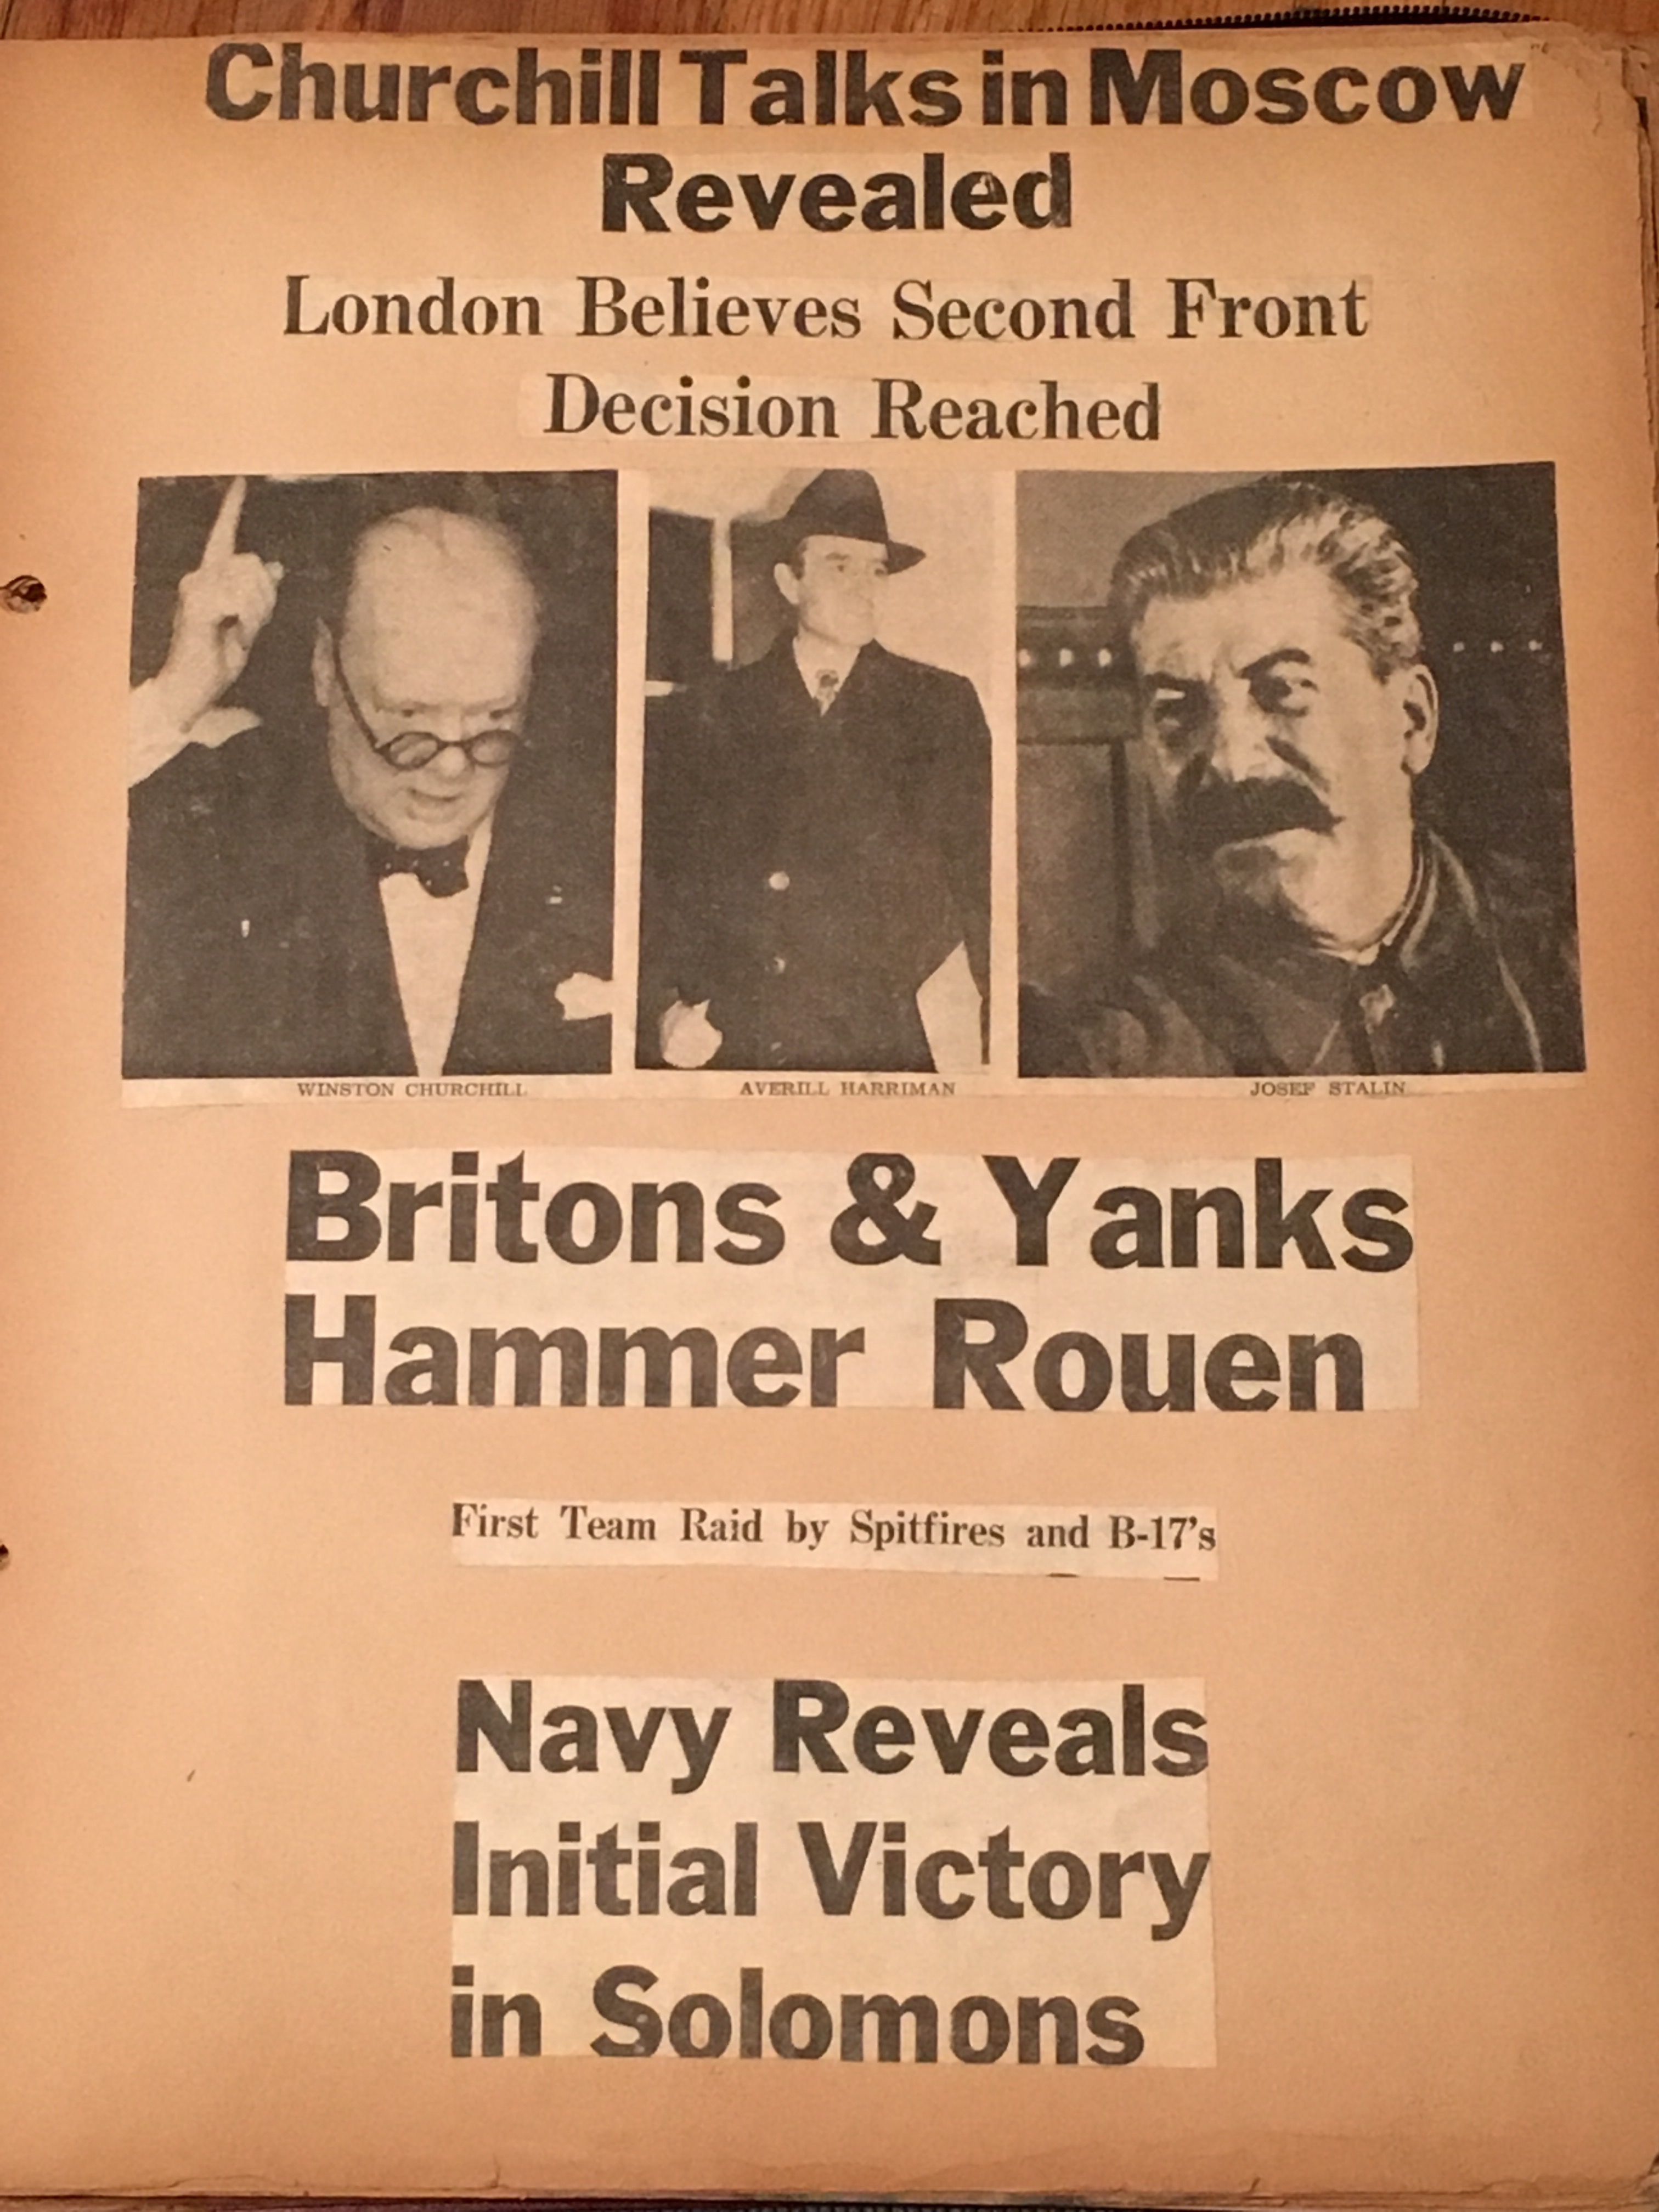 Churchill Talks in Moscow
Revealed
London Believes Second Front
Decision Reached
WINSTON CHURCHILL
AVERILL HARRIMAN
JOSEF STALIN
Britons & Yanks
Hammer Rouen
First Team Raid by Spitfires and B-17's
Navy Reveals
Initial Victory
in Solomons